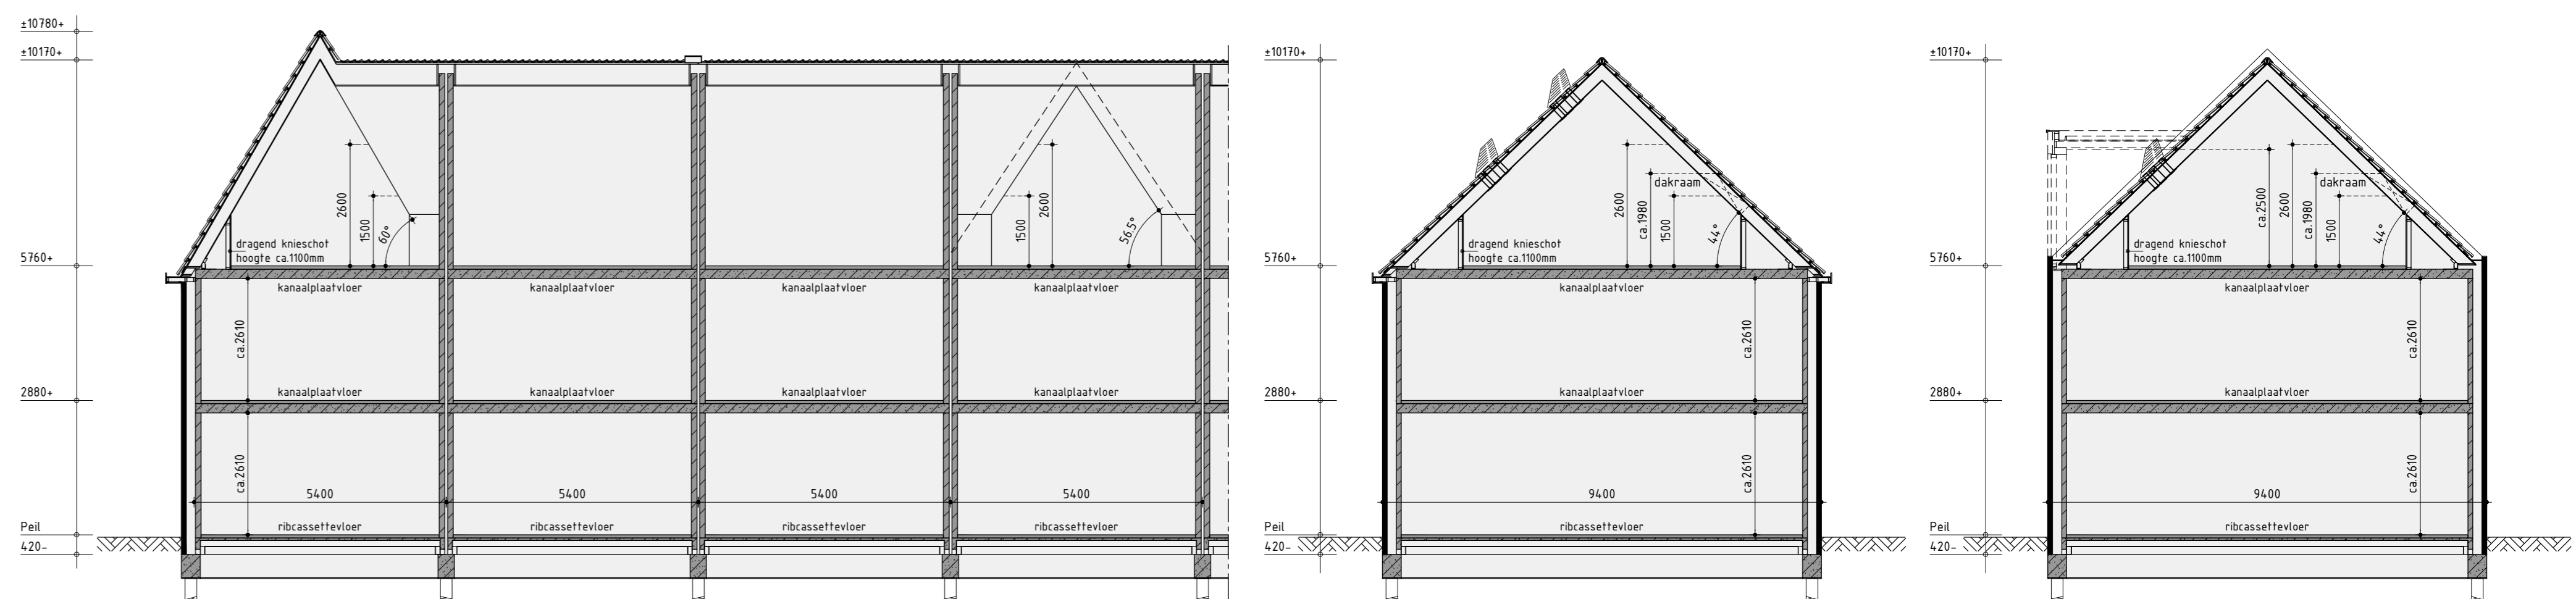 ±10780+
±10170+
5760+
2880+
Peil
420-
2600
1500
60°
dragend knieschot
hoogte ca.1100mm
1500
2600
56.5°
kanaalplaatvloer
kanaalplaatvloer
kanaalplaatvloer
kanaalplaatvloer
ca.2610
kanaalplaatvloer
kanaalplaatvloer
kanaalplaatvloer
kanaalplaatvloer
ca.2610
5400
5400
5400
5400
ribcassettevloer
ribcassettevloer
ribcassettevloer
ribcassettevloer
±10170+
5760+
2880+
Peil
420-
dakraam
2600
ca.1980
1500
44°
dragend knieschot
hoogte ca.1100mm
kanaalplaatvloer
ca.2610
kanaalplaatvloer
ca.2610
9400
ribcassettevloer
±10170+
5760+
2880+
Peil
420-
dakraam
ca.2500
2600
ca.1980
1500
44°
dragend knieschot
hoogte ca.1100mm
kanaalplaatvloer
ca.2610
kanaalplaatvloer
ca.2610
9400
ribcassettevloer